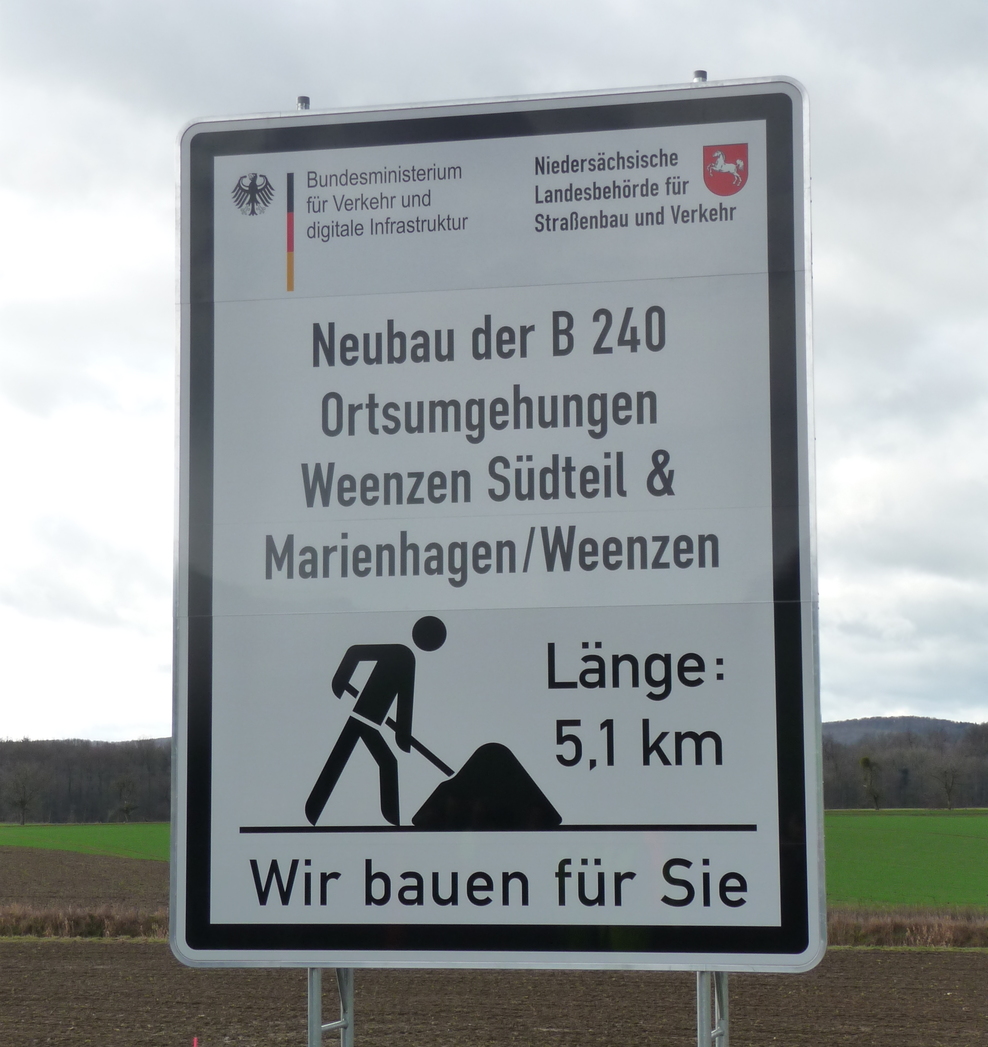 Bundesministerium
für Verkehr und
digitale Infrastruktur
Niedersächsische
Landesbehörde für
Straßenbau und Verkehr
Neubau der B 240
Ortsumgehungen
Weenzen Südteil &
Marienhagen/Weenzen
Länge:
5,1 km
Wir bauen für Sie